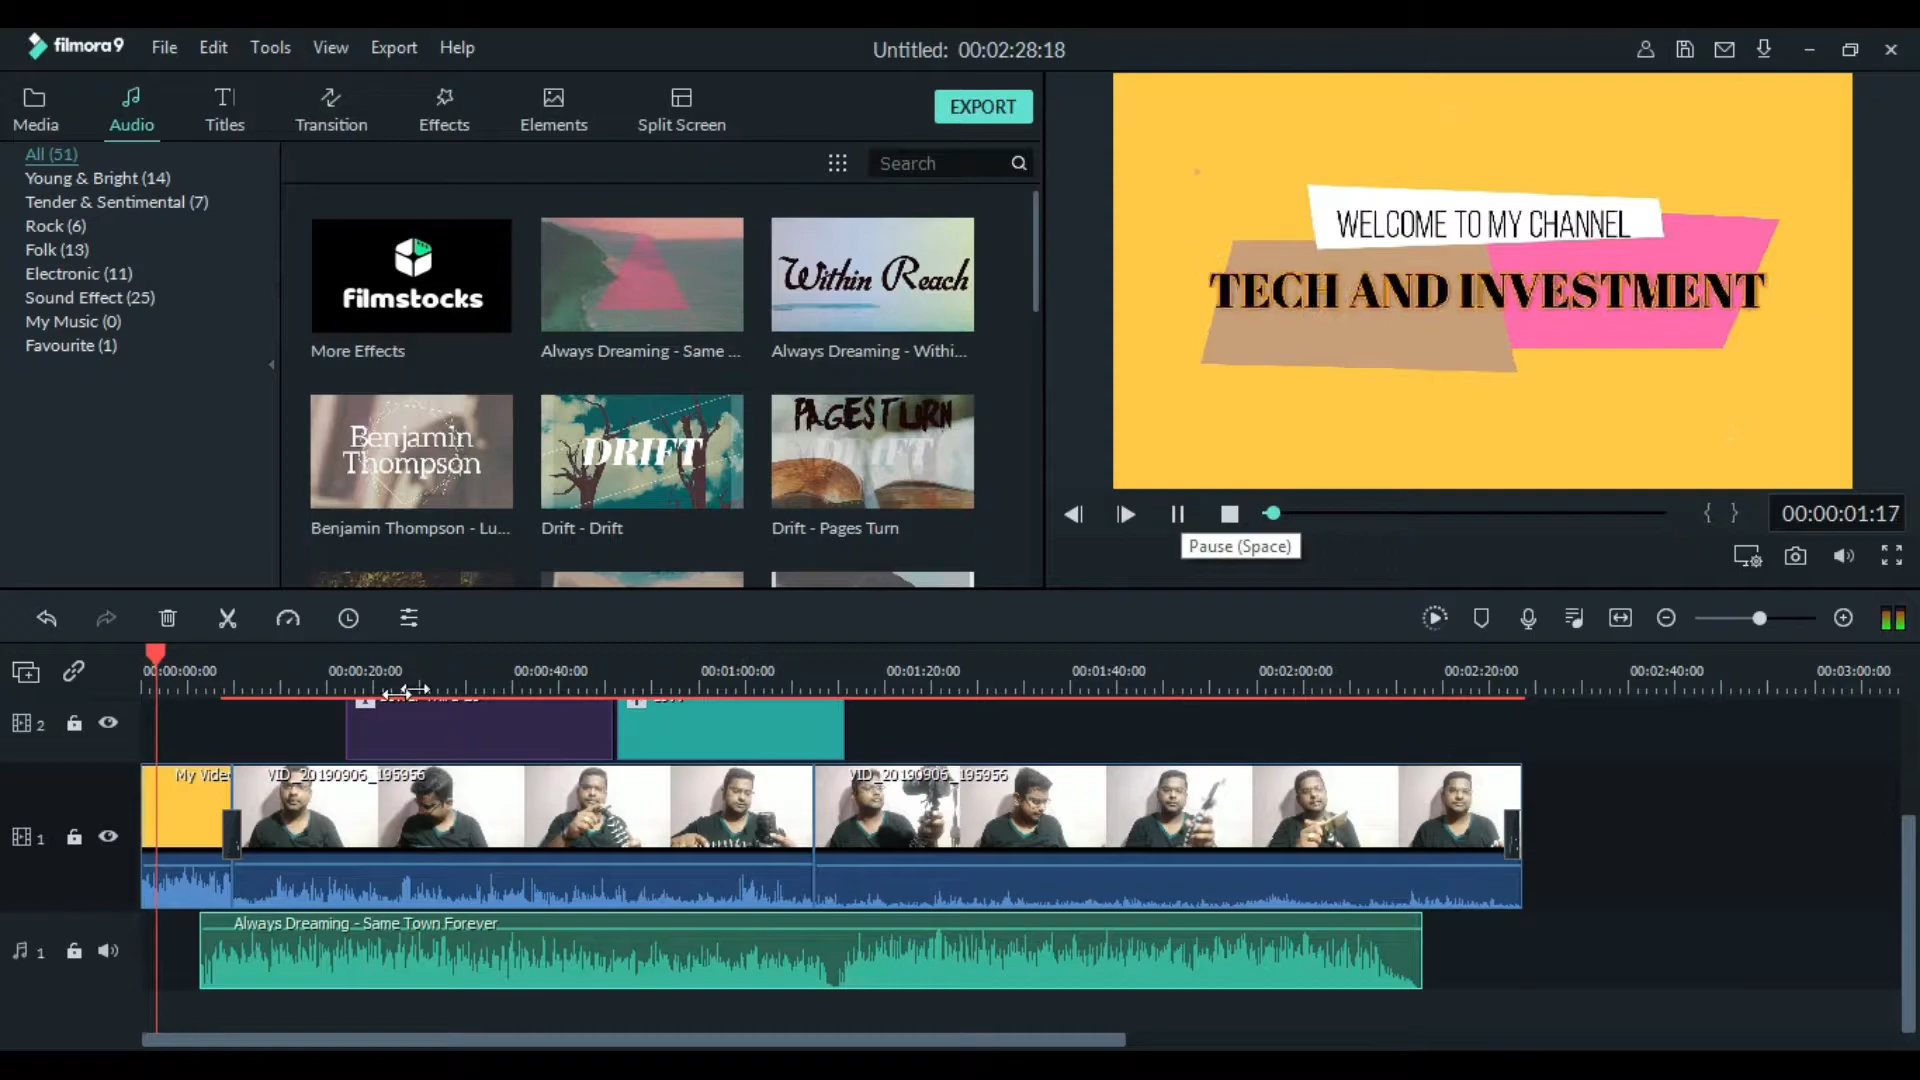 filmora9
File Edit Tools View Export Help
Untitled: 00:02:28:18
Media Audio Titles Transition Effects Elements Split Screen
EXPORT
All (51)
Young & Bright (14)
Tender & Sentimental (7)
Rock (6)
Folk (13)
Electronic (11)
Sound Effect (25)
My Music (0)
Favourite (1)
Search
filmstocks
Within Reach
More Effects
Always Dreaming - Same ...
Always Dreaming - Withi...
Benjamin
Thompson
DRIFT
PAGES TURN
DRIFT
Benjamin Thompson - Lu...
Drift - Drift
Drift - Pages Turn
WELCOME TO MY CHANNEL
TECH AND INVESTMENT
{ }
00:00:01:17
Pause (Space)
00:00:00:00 00:00:20:00 00:00:40:00 00:01:00:00 00:01:20:00 00:01:40:00 00:02:00:00 00:02:20:00 00:02:40:00 00:03:00:00
2
My Vide
VID_20190906_195956
VID_20190906_195956
1
Always Dreaming - Same Town Forever
1